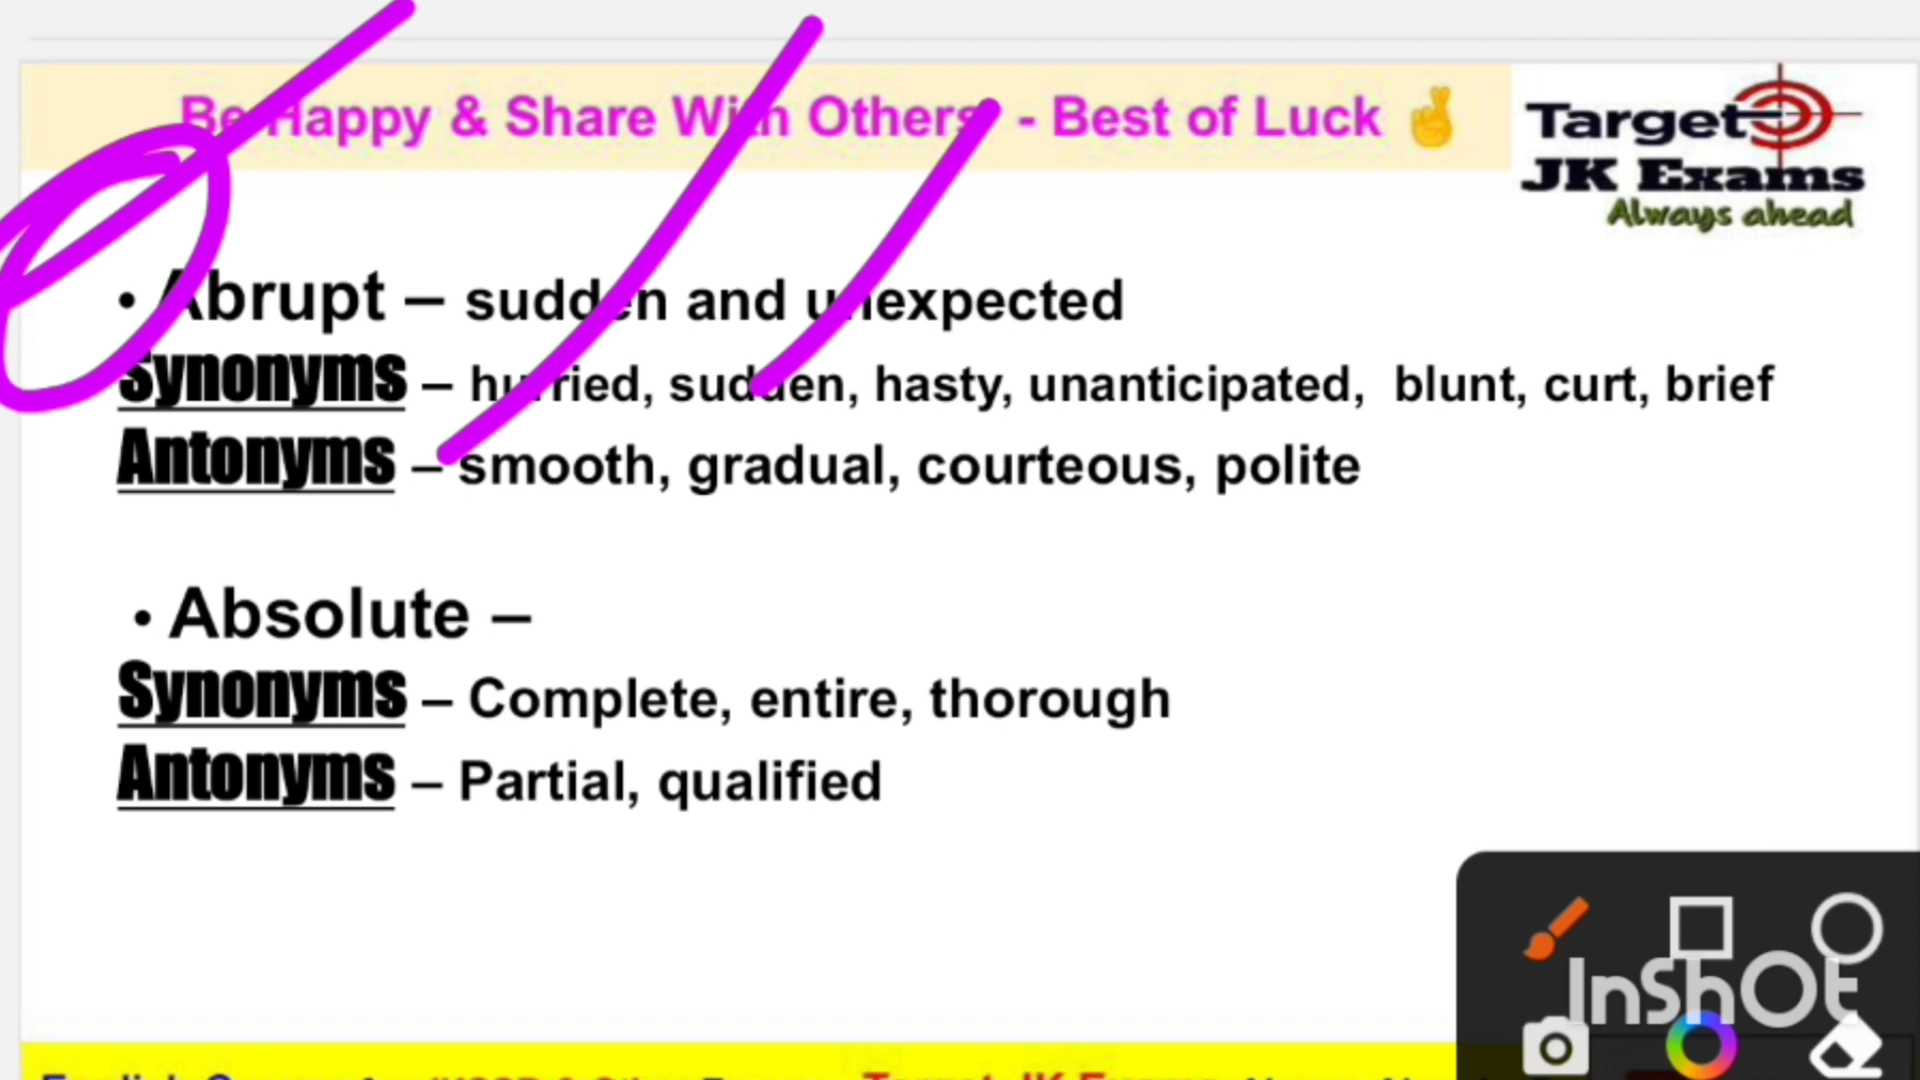 Be Happy & Share With Others - Best of Luck
Target
JK Exams
Always ahead
• Abrupt – sudden and unexpected
Synonyms – hurried, sudden, hasty, unanticipated, blunt, curt, brief
Antonyms – smooth, gradual, courteous, polite
• Absolute –
Synonyms – Complete, entire, thorough
Antonyms – Partial, qualified
InShOt